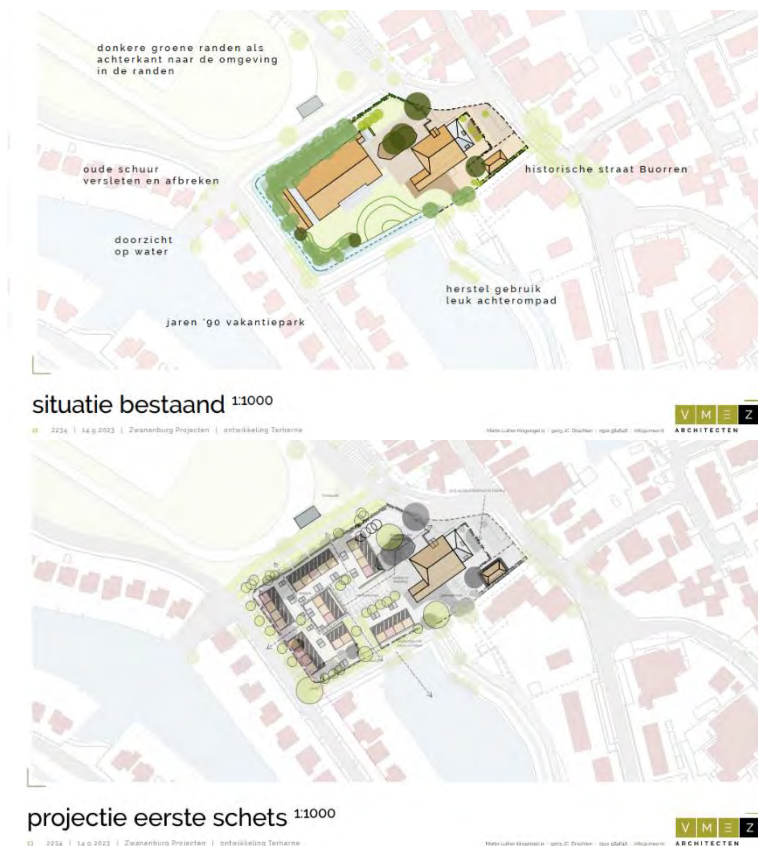 donkere groene randen als
achterkant naar de omgeving
in de randen
oude schuur
versleten en afbreken
historische straat Buorren
doorzicht
op water
herstel gebruik
leuk achterompad
jaren '90 vakantiepark
situatie bestaand 1:1000
2234 | 14.9.2023 | Zwanenburg Projecten | ontwikkeling Terherne
V M E Z
ARCHITECTEN
projectie eerste schets 1:1000
2234 | 14.9.2023 | Zwanenburg Projecten | ontwikkeling Terherne
V M E Z
ARCHITECTEN